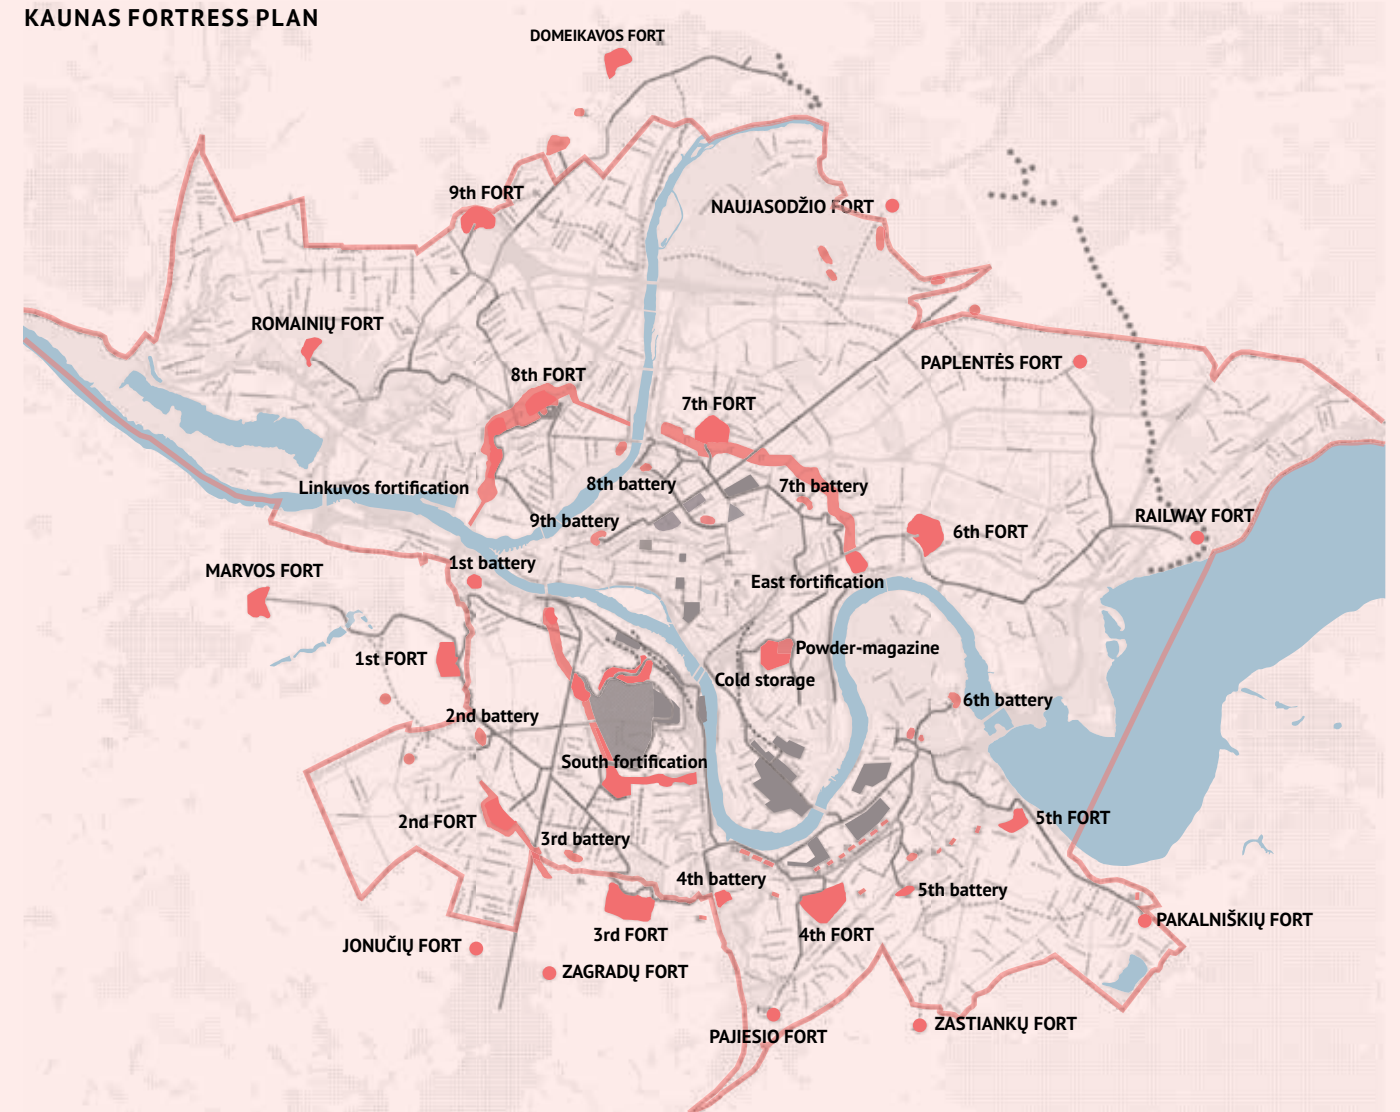 KAUNAS FORTRESS PLAN
DOMEIKAVOS FORT
9th FORT
NAUJASODŽIO FORT
ROMAINIŲ FORT
PAPLENTĖS FORT
8th FORT
7th FORT
8th battery
7th battery
Linkuvos fortification
9th battery
RAILWAY FORT
6th FORT
1st battery
MARVOS FORT
East fortification
Powder-magazine
1st FORT
Cold storage
6th battery
2nd battery
South fortification
5th FORT
2nd FORT
3rd battery
4th battery
5th battery
PAKALNIŠKIŲ FORT
3rd FORT
4th FORT
JONUČIŲ FORT
ZAGRADŲ FORT
ZASTIANKŲ FORT
PAJIESIO FORT